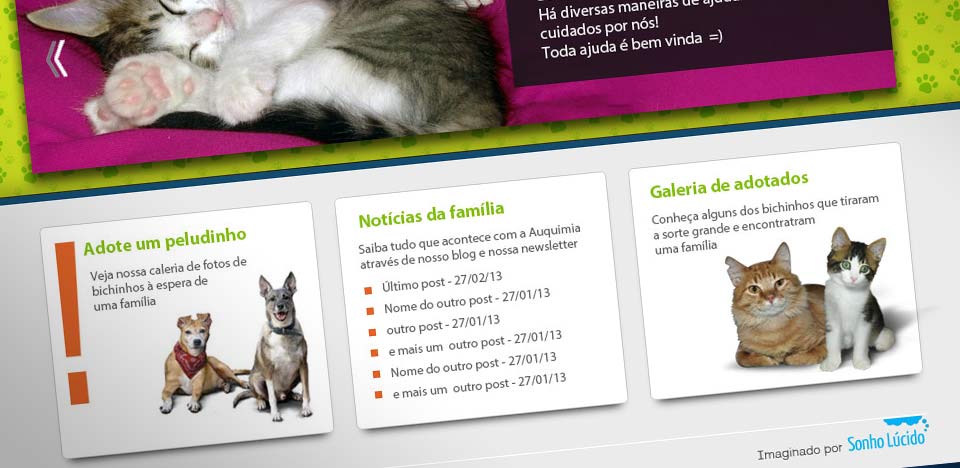 Há diversas maneiras de
cuidados por nós!
Toda ajuda é bem vinda =)
Adote um peludinho
Veja nossa caleria de fotos de
bichinhos à espera de
uma família
Notícias da família
Saiba tudo que acontece com a Auquimia
através de nosso blog e nossa newsletter
Último post - 27/02/13
Nome do outro post - 27/01/13
outro post - 27/01/13
e mais um outro post - 27/01/13
Nome do outro post - 27/01/13
e mais um outro post - 27/01/13
Galeria de adotados
Conheça alguns dos bichinhos que tiraram
a sorte grande e encontratram
uma família
Imaginado por Sonho Lúcido